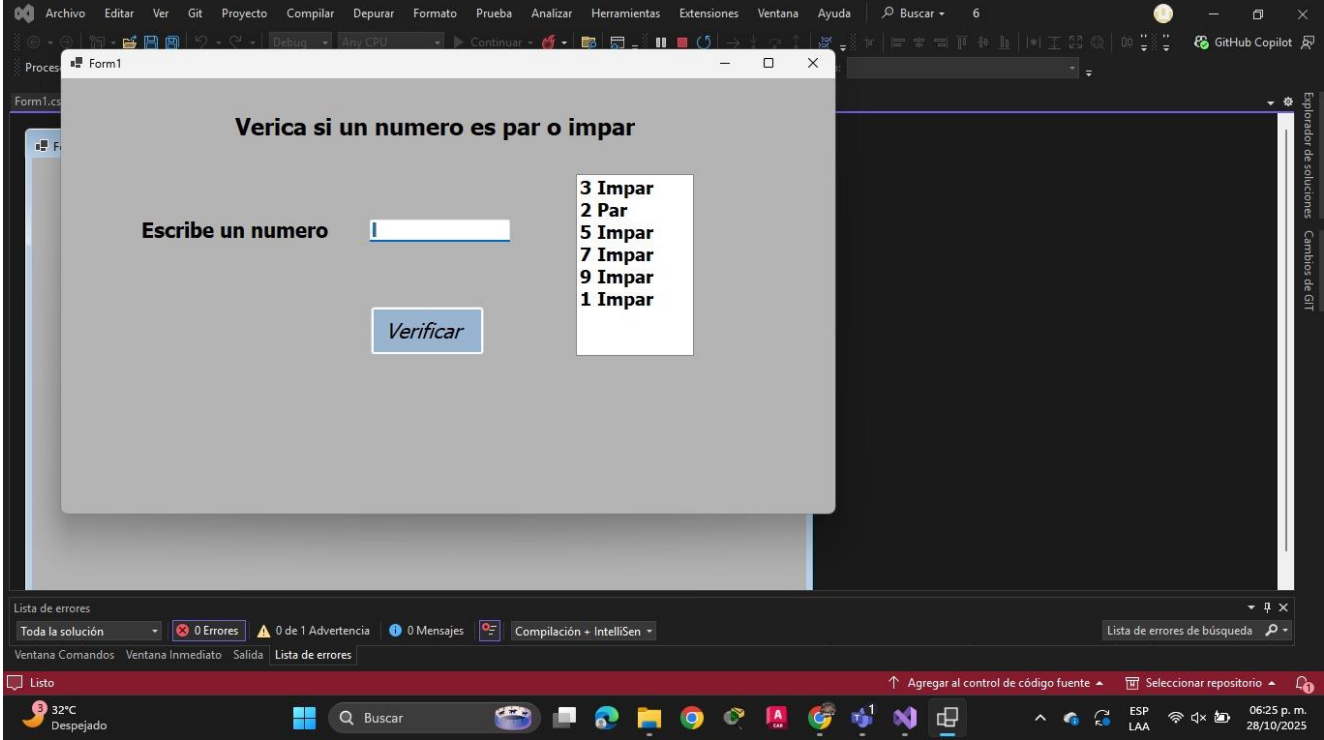 Archivo Editar Ver Git Proyecto Compilar Depurar Formato Prueba Analizar Herramientas Extensiones Ventana Ayuda Buscar 6
Debug Any CPU Continuar GitHub Copilot
Proces
Form1
Form1.cs
Explorador de soluciones
Cambios de GIT
Verica si un numero es par o impar
Escribe un numero
3 Impar
2 Par
5 Impar
7 Impar
9 Impar
1 Impar
Verificar
Lista de errores
Toda la solución 0 Errores 0 de 1 Advertencia 0 Mensajes Compilación + IntelliSen Lista de errores de búsqueda
Ventana Comandos Ventana Inmediato Salida Lista de errores
Listo Agregar al control de código fuente Seleccionar repositorio 1
3 32°C
Despejado
Buscar
1
ESP
LAA
06:25 p. m.
28/10/2025